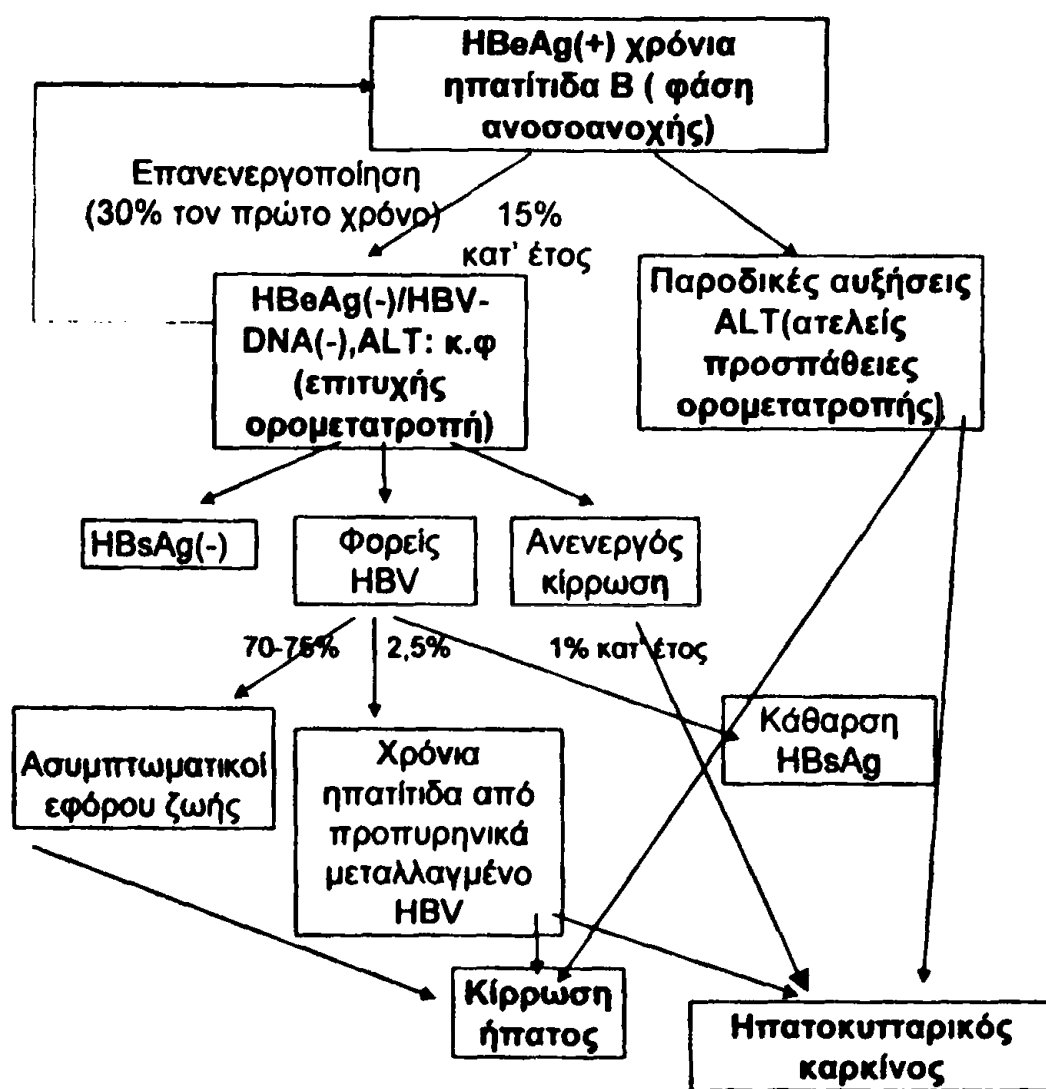 HBeAg(+) χρόνια
ηπατίτιδα Β ( φάση
ανοσοανοχής)
Επανενεργοποίηση
(30% τον πρώτο χρόνο)
15%
κατ' έτος
HBeAg(-)/HBV-
DNA(-),ALT: κ.φ
(επιτυχής
ορομετατροπή)
Παροδικές αυξήσεις
ALT(ατελείς
προσπάθειες
ορομετατροπής)
HBsAg(-)
Φορείς
HBV
Ανενεργός
κίρρωση
70-75%
2,5%
1% κατ' έτος
Ασυμπτωματικοί
εφόρου ζωής
Χρόνια
ηπατίτιδα από
προπυρηνικά
μεταλλαγμένο
HBV
Κάθαρση
HBsAg
Κίρρωση
ήπατος
Ηπατοκυτταρικός
καρκίνος